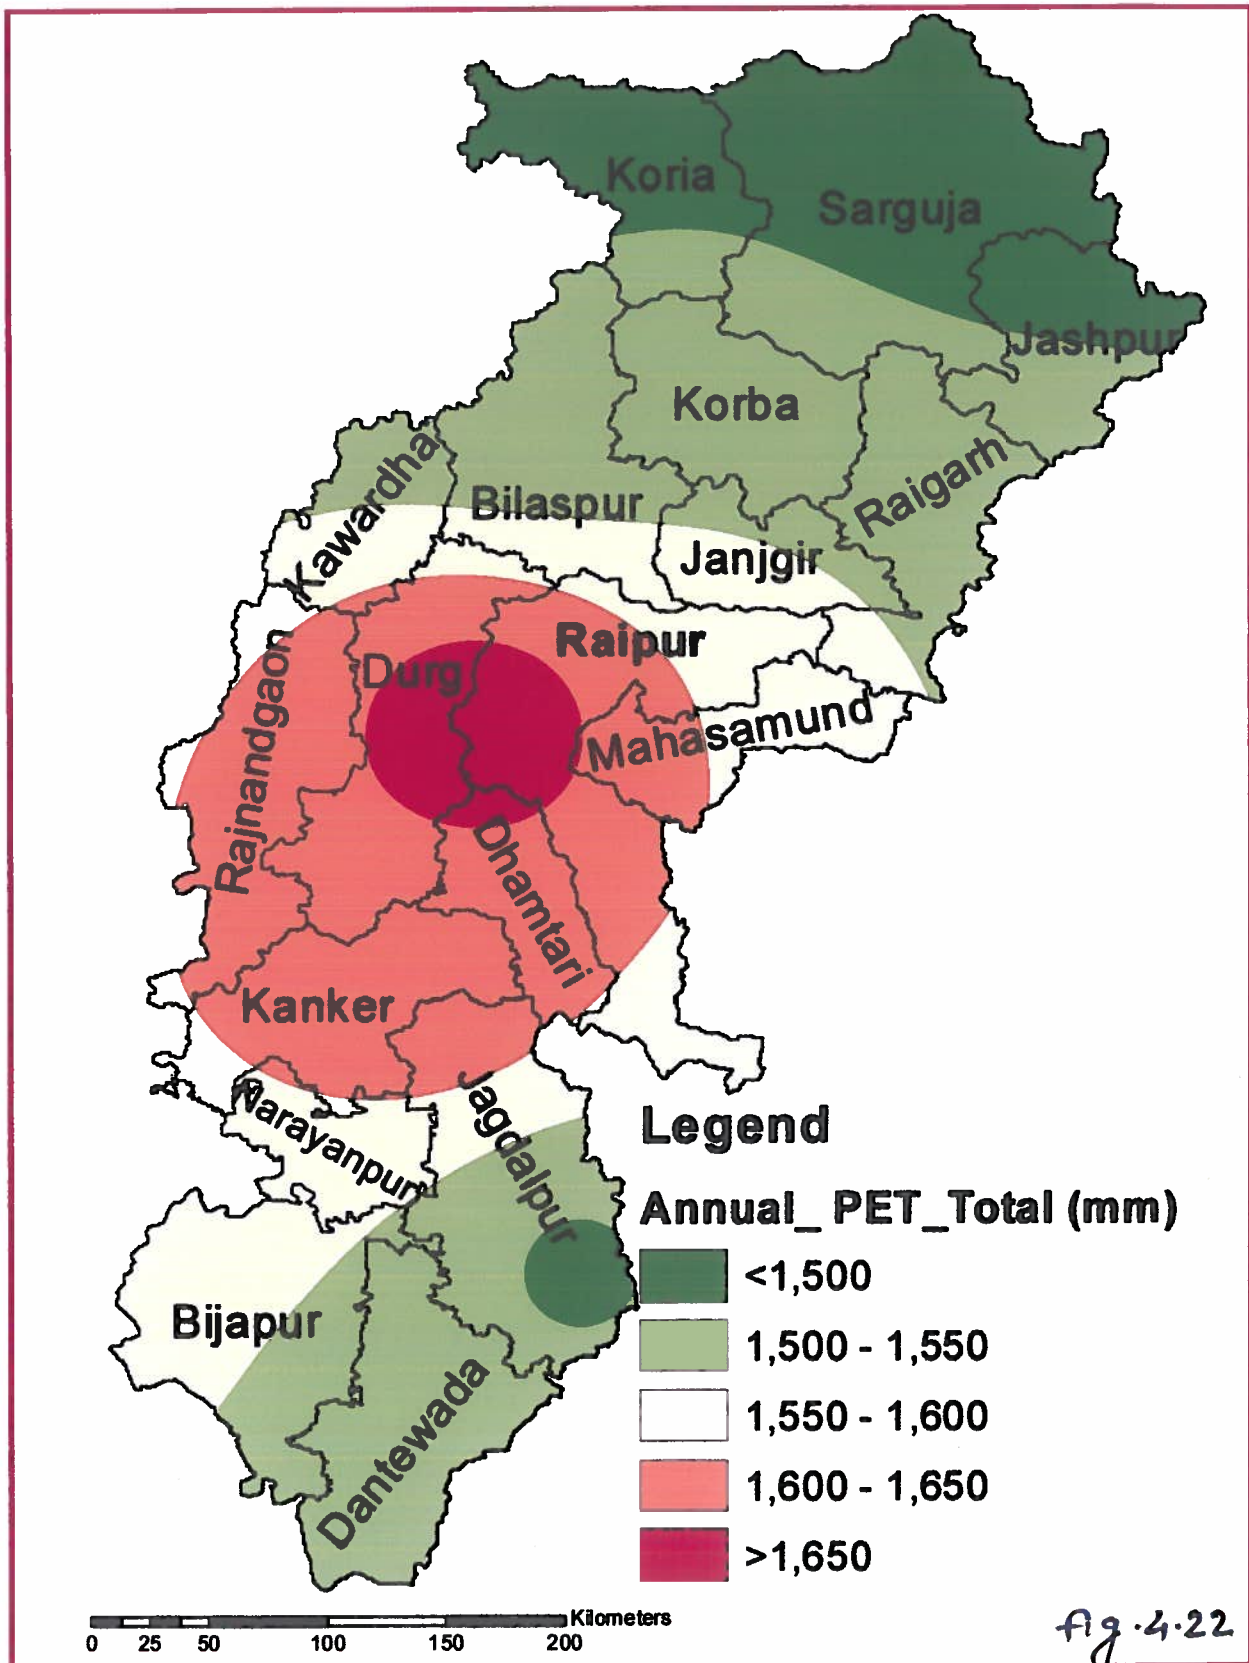 Koria
Sarguja
Jashpur
Korba
Kawardha
Raigarh
Bilaspur
Janjgir
Raipur
Rajnandgaon
Durg
Mahasamund
Dhamtari
Kanker
Narayanpur
Jagdalpur
Bijapur
Dantewada
Legend
Annual_ PET_Total (mm)
<1,500
1,500 - 1,550
1,550 - 1,600
1,600 - 1,650
>1,650
Kilometers
0 25 50 100 150 200
fig.4.22